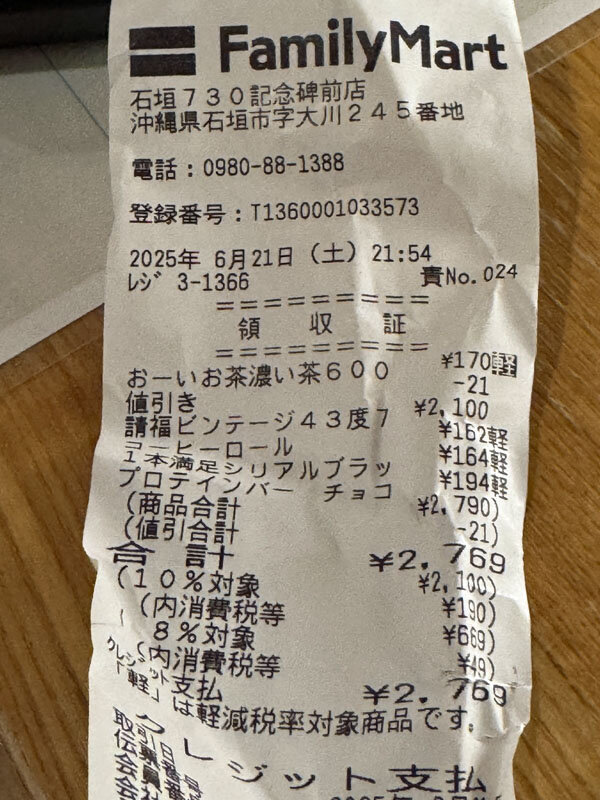 FamilyMart
石垣730記念碑前店
沖縄県石垣市字大川245番地
電話:0980-88-1388
登録番号:T1360001033573
2025年 6月21日(土) 21:54
レジ 3-1366 責No.024
=========
領 収 証
=========
おーいお茶濃い茶600 ¥170軽
値引き -21
請福ビンテージ43度7 ¥2,100
コーヒーロール ¥162軽
1本満足シリアルブラッ ¥164軽
プロテインバー チョコ ¥194軽
(商品合計 ¥2,790)
(値引合計 -21)
合 計 ¥2,769
(10%対象 ¥2,100)
(内消費税等 ¥190)
( 8%対象 ¥669)
(内消費税等 ¥49)
クレジット支払 ¥2,769
「軽」は軽減税率対象商品です。
クレジット支払